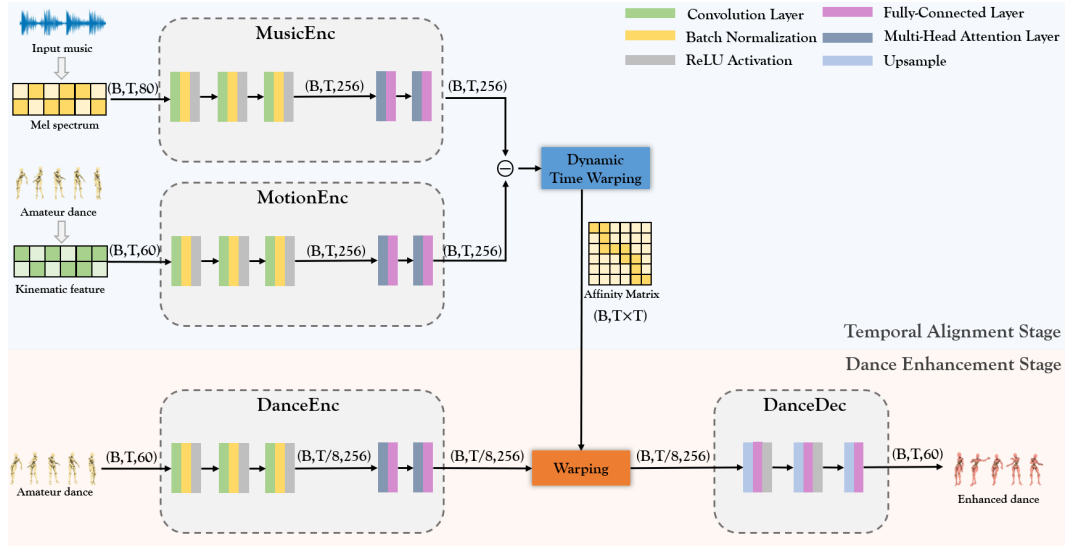 Input music
Mel spectrum
(B,T,80)
MusicEnc
(B,T,256)
(B,T,256)
Convolution Layer
Batch Normalization
ReLU Activation
Fully-Connected Layer
Multi-Head Attention Layer
Upsample
Amateur dance
Kinematic feature
(B,T,60)
MotionEnc
(B,T,256)
(B,T,256)
Dynamic
Time Warping
Affinity Matrix
(B,T×T)
Temporal Alignment Stage
Dance Enhancement Stage
Amateur dance
(B,T,60)
DanceEnc
(B,T/8,256)
(B,T/8,256)
Warping
(B,T/8,256)
DanceDec
(B,T,60)
Enhanced dance